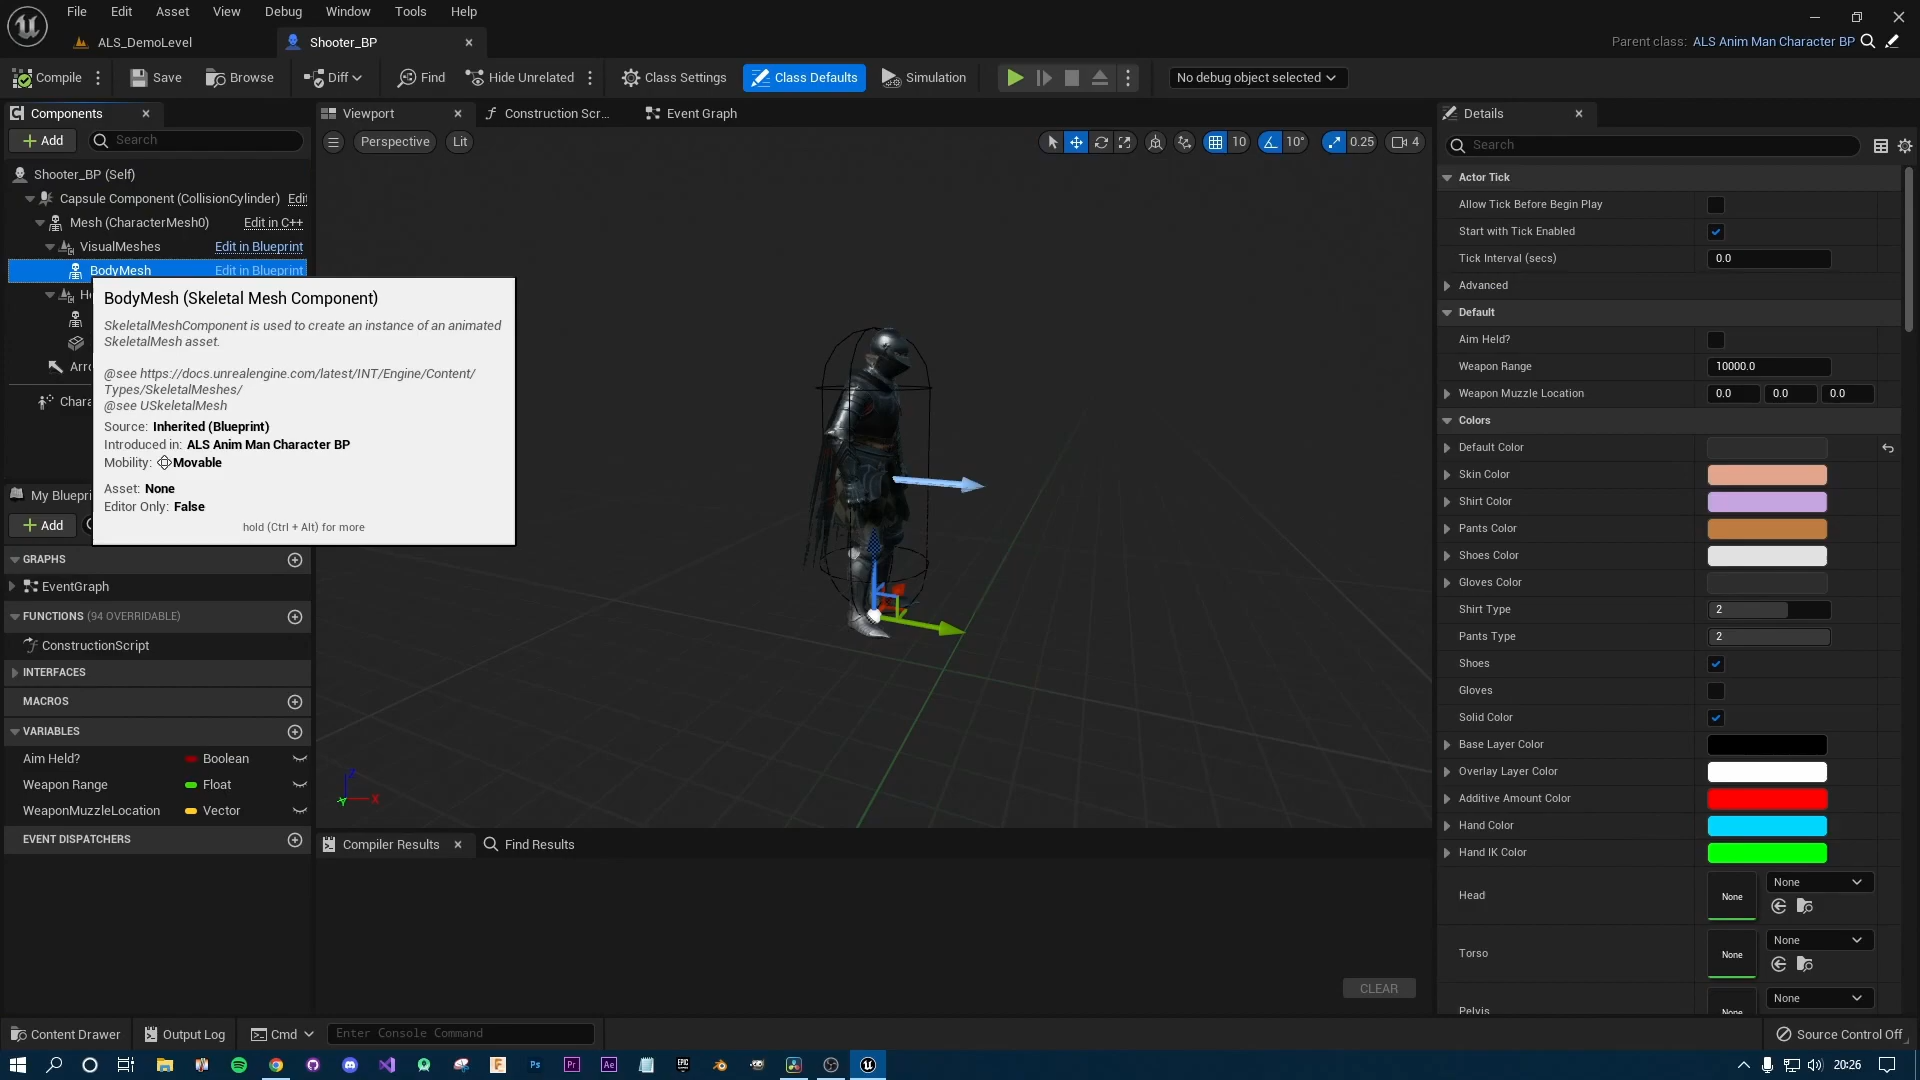 File Edit Asset View Debug Window Tools Help
ALS_DemoLevel
Shooter_BP
Parent class: ALS Anim Man Character BP
Compile
Save
Browse
Diff
Find
Hide Unrelated
Class Settings
Class Defaults
Simulation
No debug object selected
Components
Add
Search
Shooter_BP (Self)
Capsule Component (CollisionCylinder) Edit
Mesh (CharacterMesh0) Edit in C++
VisualMeshes Edit in Blueprint
BodyMesh Edit in Blueprint
He
Arro
Chara
BodyMesh (Skeletal Mesh Component)
SkeletalMeshComponent is used to create an instance of an animated
SkeletalMesh asset.
@see https://docs.unrealengine.com/latest/INT/Engine/Content/
Types/SkeletalMeshes/
@see USkeletalMesh
Source: Inherited (Blueprint)
Introduced in: ALS Anim Man Character BP
Mobility: Movable
Asset: None
Editor Only: False
hold (Ctrl + Alt) for more
My Bluepri
Add
GRAPHS
EventGraph
FUNCTIONS (94 OVERRIDABLE)
ConstructionScript
INTERFACES
MACROS
VARIABLES
Aim Held? Boolean
Weapon Range Float
WeaponMuzzleLocation Vector
EVENT DISPATCHERS
Viewport
Construction Scr...
Event Graph
Perspective
Lit
10
10°
0.25
4
Z
X
Y
Compiler Results
Find Results
CLEAR
Details
Search
Actor Tick
Allow Tick Before Begin Play
Start with Tick Enabled
Tick Interval (secs) 0.0
Advanced
Default
Aim Held?
Weapon Range 10000.0
Weapon Muzzle Location 0.0 0.0 0.0
Colors
Default Color
Skin Color
Shirt Color
Pants Color
Shoes Color
Gloves Color
Shirt Type 2
Pants Type 2
Shoes
Gloves
Solid Color
Base Layer Color
Overlay Layer Color
Additive Amount Color
Hand Color
Hand IK Color
Head None None
Torso None None
Pelvis None None
Content Drawer
Output Log
Cmd
Enter Console Command
Source Control Off
Ps
Pr
Ae
EPIC
20:26